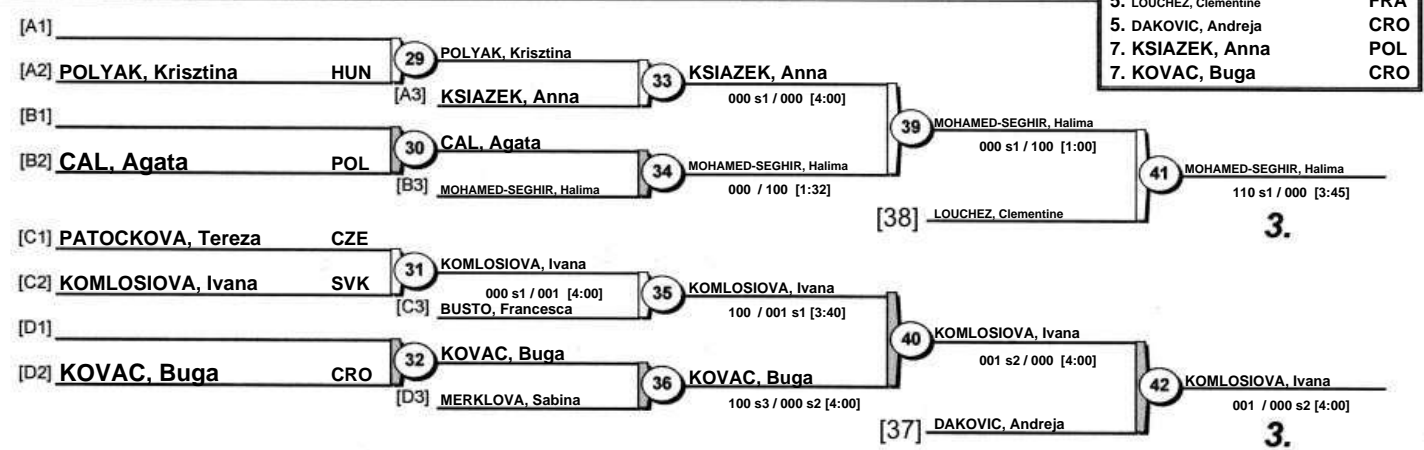 5. LOUCHEZ, Clementine FRA
5. DAKOVIC, Andreja CRO
7. KSIAZEK, Anna POL
7. KOVAC, Buga CRO
[A1]
[A2] POLYAK, Krisztina HUN
29
POLYAK, Krisztina
[A3] KSIAZEK, Anna
33
KSIAZEK, Anna
000 s1 / 000 [4:00]
[B1]
[B2] CAL, Agata POL
30
CAL, Agata
[B3] MOHAMED-SEGHIR, Halima
34
MOHAMED-SEGHIR, Halima
000 / 100 [1:32]
39
MOHAMED-SEGHIR, Halima
000 s1 / 100 [1:00]
[38] LOUCHEZ, Clementine
41
MOHAMED-SEGHIR, Halima
110 s1 / 000 [3:45]
3.
[C1] PATOCKOVA, Tereza CZE
[C2] KOMLOSIOVA, Ivana SVK
31
KOMLOSIOVA, Ivana
000 s1 / 001 [4:00]
[C3] BUSTO, Francesca
35
KOMLOSIOVA, Ivana
100 / 001 s1 [3:40]
[D1]
[D2] KOVAC, Buga CRO
32
KOVAC, Buga
[D3] MERKLOVA, Sabina
36
KOVAC, Buga
100 s3 / 000 s2 [4:00]
40
KOMLOSIOVA, Ivana
001 s2 / 000 [4:00]
[37] DAKOVIC, Andreja
42
KOMLOSIOVA, Ivana
001 / 000 s2 [4:00]
3.